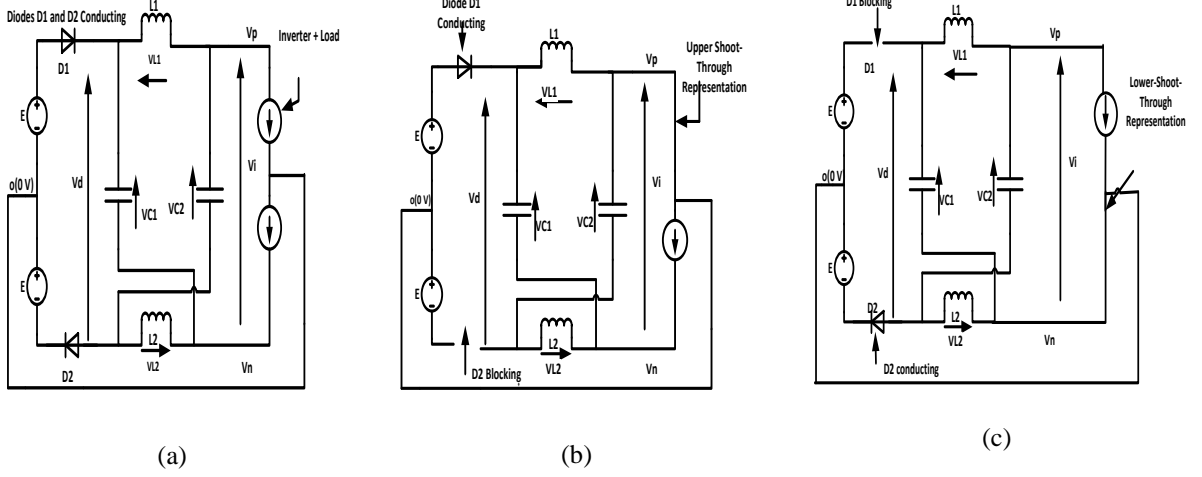 Diodes D1 and D2 Conducting
L1
Vp
Inverter + Load
D1
VL1
E
Vd
Vi
o(0 V)
VC1
VC2
E
L2
D2
VL2
Vn
(a)
Diode D1
Conducting
L1
Vp
Upper Shoot-
Through
Representation
VL1
E
Vd
Vi
o(0 V)
VC1
VC2
E
L2
D2 Blocking
VL2
Vn
(b)
D1 Blocking
L1
Vp
D1
VL1
Lower-Shoot-
Through
Representation
E
Vd
Vi
o(0 V)
VC1
VC2
E
D2
L2
VL2
Vn
D2 conducting
(c)